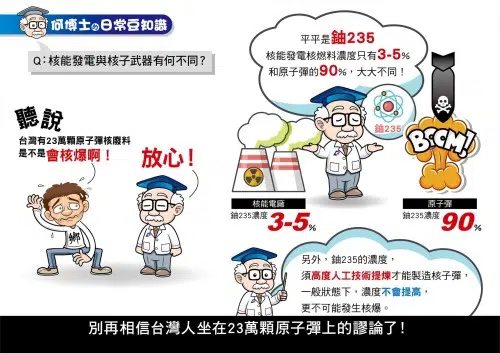 何博士の日常豆知識
Q:核能發電與核子武器有何不同?
聽說
台灣有23萬顆原子彈核廢料
是不是會核爆啊!
放心!
平平是鈾235
核能發電核燃料濃度只有3-5%
和原子彈的90%,大大不同!
鈾235
BOOM!
核能電廠
鈾235濃度3-5%
原子彈
鈾235濃度90%
另外,鈾235的濃度,
須高度人工技術提煉才能製造核子彈,
一般狀態下,濃度不會提高,
更不可能發生核爆。
別再相信台灣人坐在23萬顆原子彈上的謬論了!